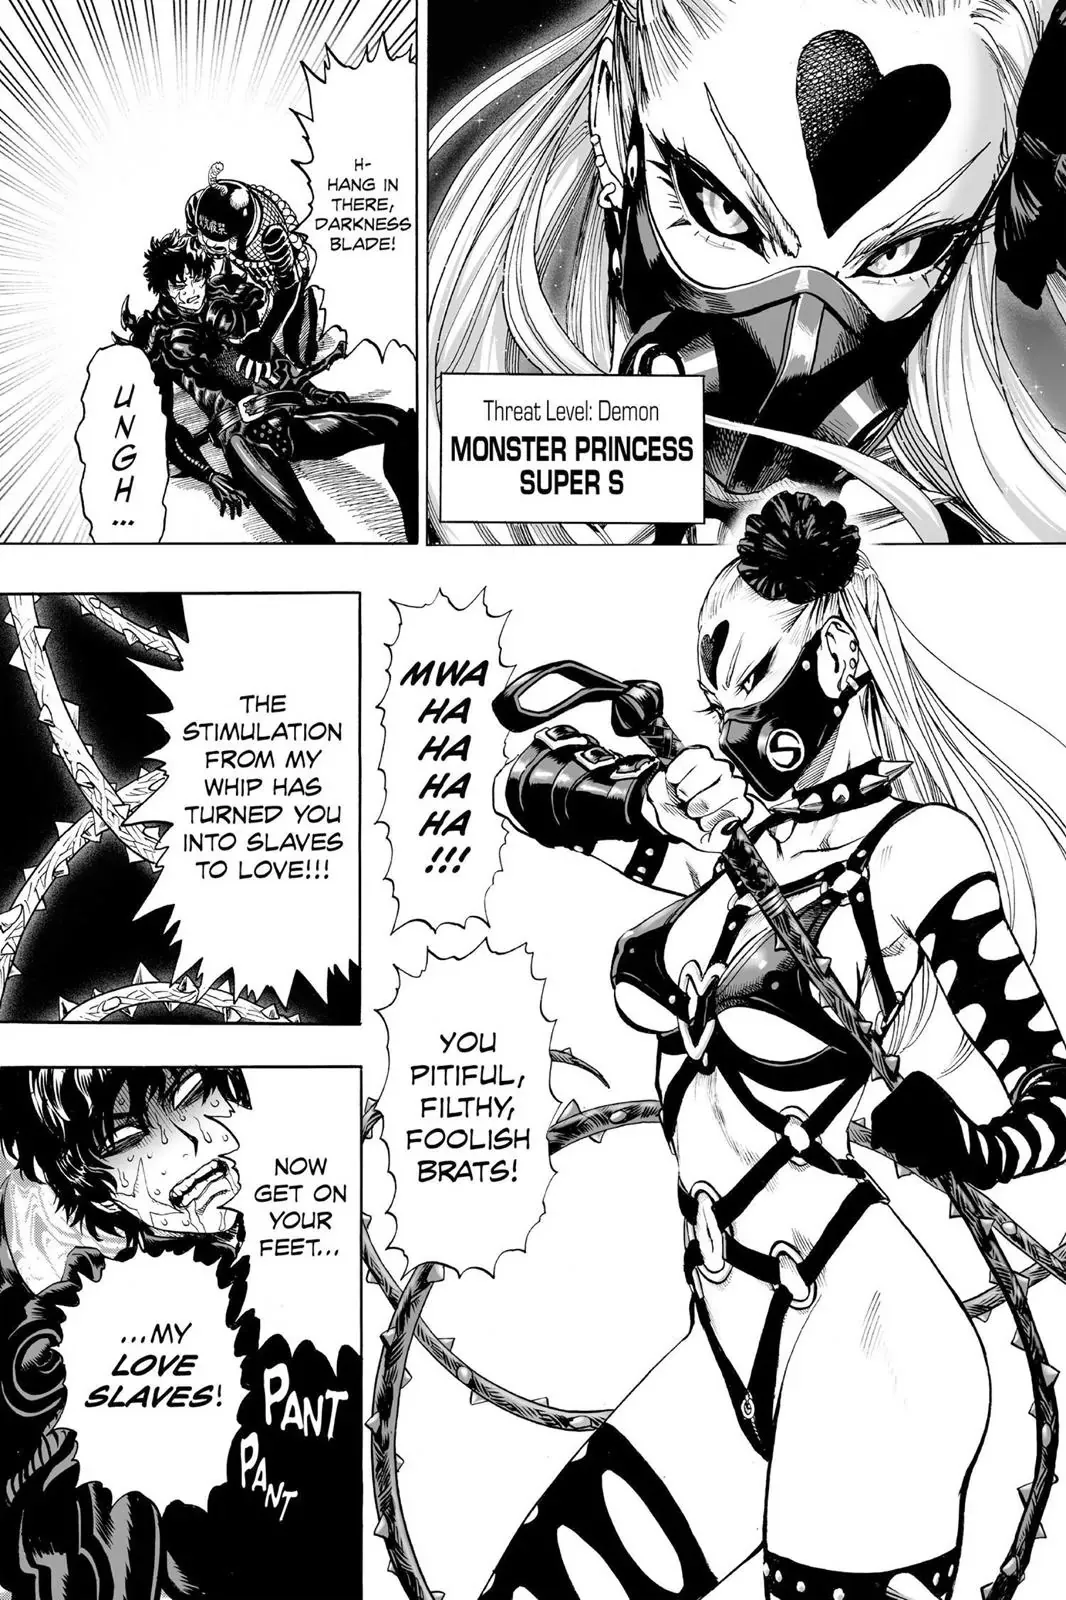 H-
HANG IN
THERE,
DARKNESS
BLADE!
UNGH...
Threat Level: Demon
MONSTER PRINCESS
SUPER S
MWA
HA
HA
HA
HA
!!!
THE
STIMULATION
FROM MY
WHIP HAS
TURNED YOU
INTO SLAVES
TO LOVE!!!
YOU
PITIFUL,
FILTHY,
FOOLISH
BRATS!
NOW
GET ON
YOUR
FEET...
...MY
LOVE
SLAVES!
PANT
PANT
S